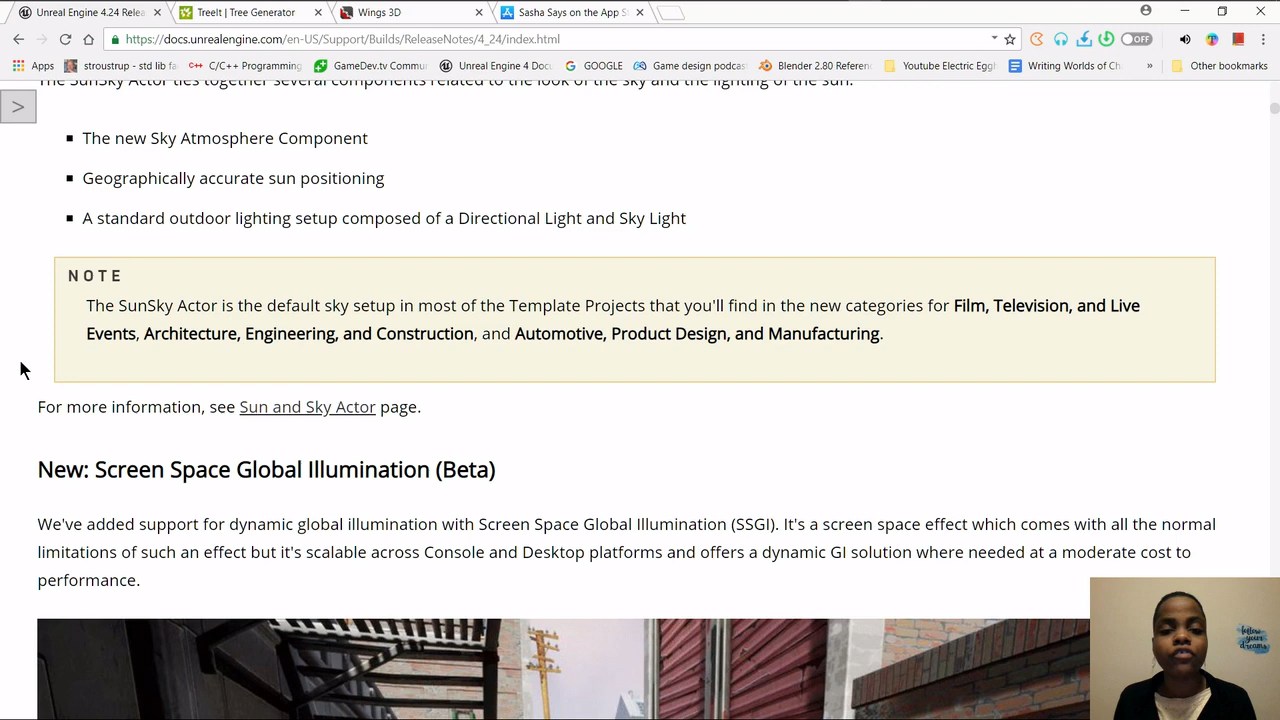 Unreal Engine 4.24 Relea
TreeIt | Tree Generator
Wings 3D
Sasha Says on the App S
https://docs.unrealengine.com/en-US/Support/Builds/ReleaseNotes/4_24/index.html
OFF
Apps
stroustrup - std lib fa
C/C++ Programming
GameDev.tv Commu
Unreal Engine 4 Docu
GOOGLE
Game design podcas
Blender 2.80 Referen
Youtube Electric Eggp
Writing Worlds of Ch
Other bookmarks
The SunSky Actor ties together several components related to the look of the sky and the lighting of the sun:
The new Sky Atmosphere Component
Geographically accurate sun positioning
A standard outdoor lighting setup composed of a Directional Light and Sky Light
NOTE
The SunSky Actor is the default sky setup in most of the Template Projects that you'll find in the new categories for Film, Television, and Live
Events, Architecture, Engineering, and Construction, and Automotive, Product Design, and Manufacturing.
For more information, see Sun and Sky Actor page.
New: Screen Space Global Illumination (Beta)
We've added support for dynamic global illumination with Screen Space Global Illumination (SSGI). It's a screen space effect which comes with all the normal
limitations of such an effect but it's scalable across Console and Desktop platforms and offers a dynamic GI solution where needed at a moderate cost to
performance.
follow
your
dreams